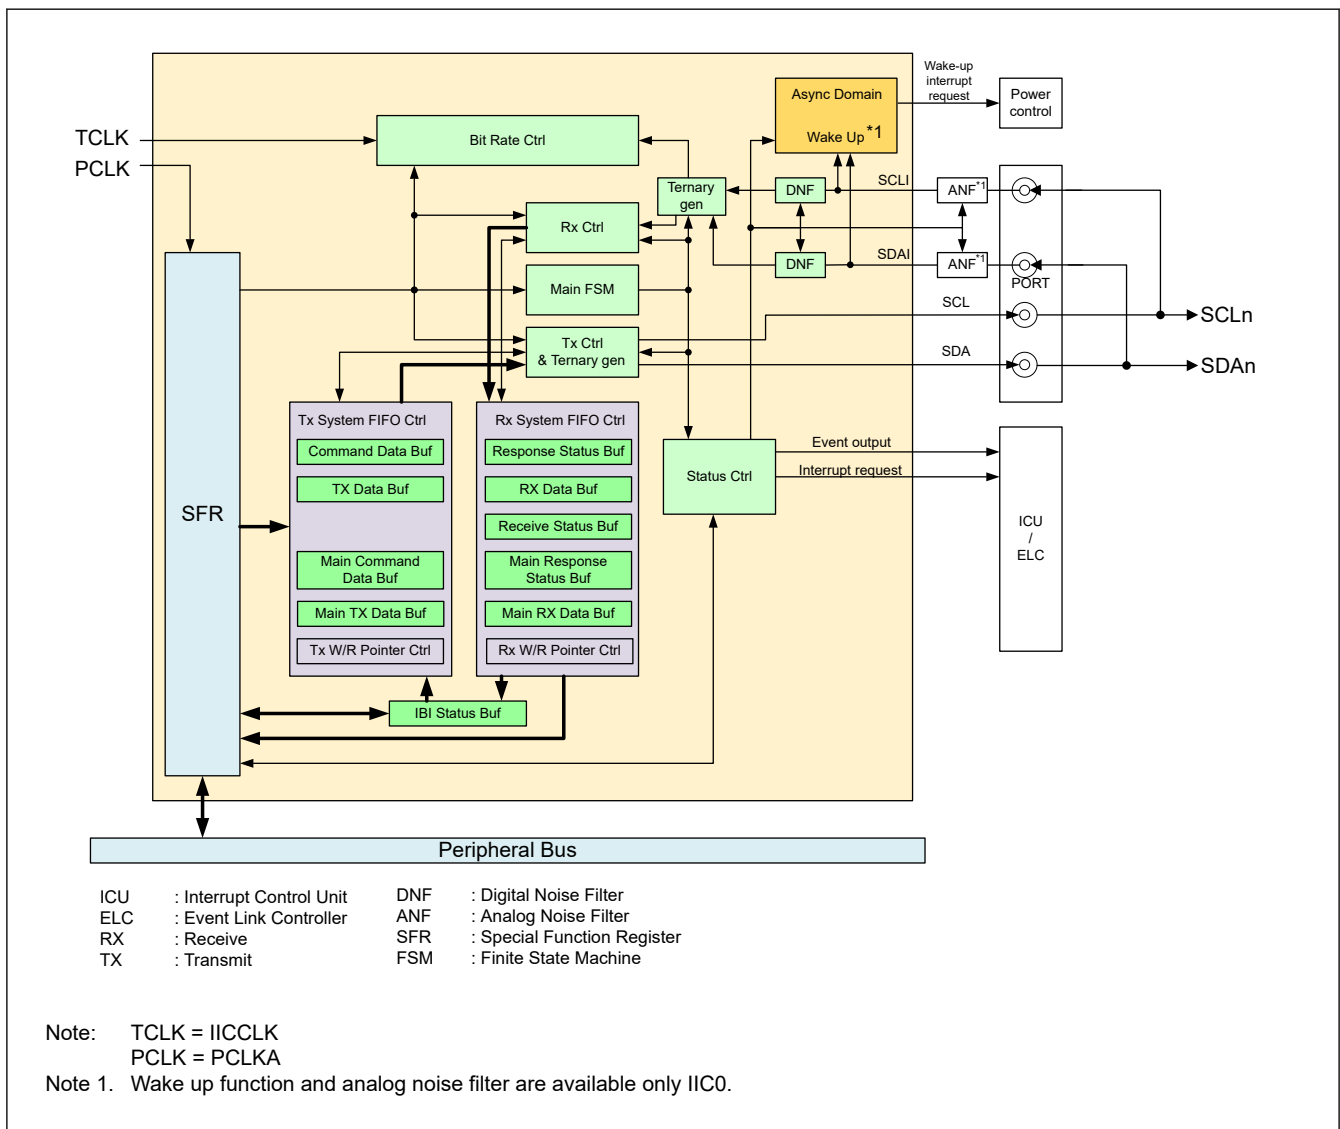 Wake-up
interrupt
request
Async Domain
Wake Up*1
Power
control
TCLK
PCLK
Bit Rate Ctrl
Ternary
gen
DNF
SCLI
ANF*1
Rx Ctrl
DNF
SDAI
ANF*1
PORT
Main FSM
SCL
SCLn
Tx Ctrl
& Ternary gen
SDA
SDAn
Tx System FIFO Ctrl
Command Data Buf
TX Data Buf
Main Command
Data Buf
Main TX Data Buf
Tx W/R Pointer Ctrl
Rx System FIFO Ctrl
Response Status Buf
RX Data Buf
Receive Status Buf
Main Response
Status Buf
Main RX Data Buf
Rx W/R Pointer Ctrl
Status Ctrl
Event output
Interrupt request
ICU
/
ELC
SFR
IBI Status Buf
Peripheral Bus
ICU : Interrupt Control Unit
ELC : Event Link Controller
RX : Receive
TX : Transmit
DNF : Digital Noise Filter
ANF : Analog Noise Filter
SFR : Special Function Register
FSM : Finite State Machine
Note: TCLK = IICCLK
PCLK = PCLKA
Note 1. Wake up function and analog noise filter are available only IIC0.